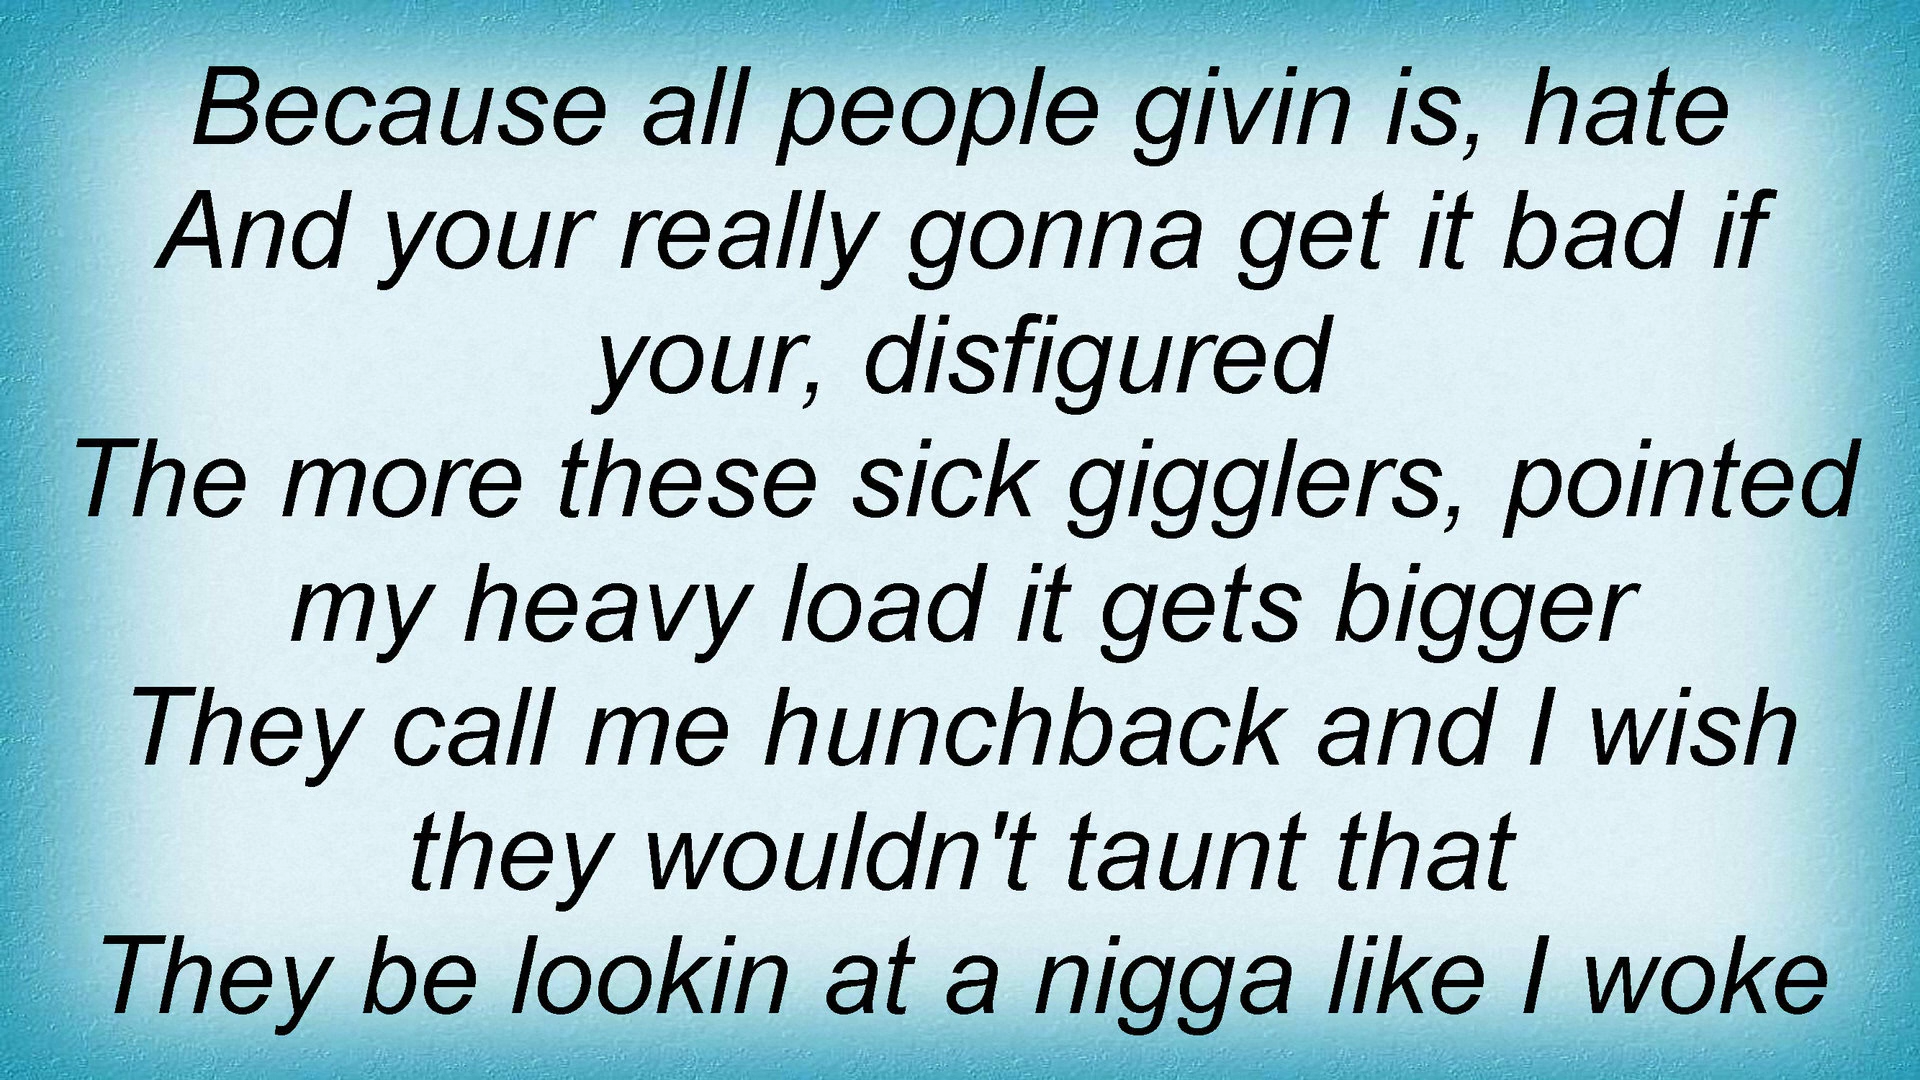 Because all people givin is, hate
And your really gonna get it bad if
your, disfigured
The more these sick gigglers, pointed
my heavy load it gets bigger
They call me hunchback and I wish
they wouldn't taunt that
They be lookin at a nigga like I woke